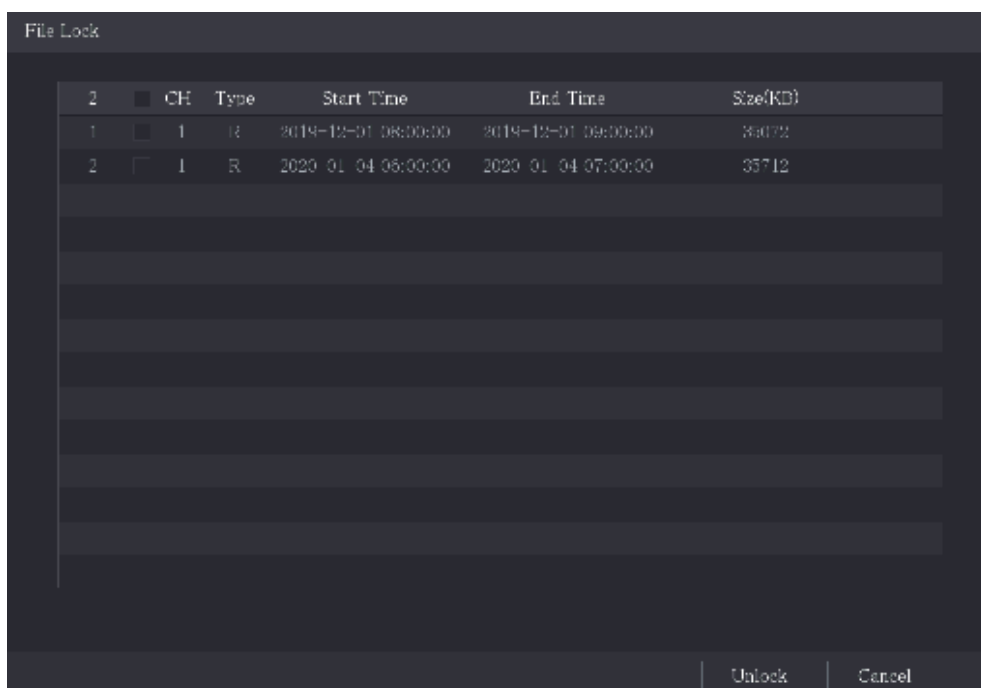 File Lock
2 CH Type Start Time End Time Size(KB)
1 1 R 2019-12-01 08:00:00 2019-12-01 09:00:00 35072
2 1 R 2020-01-04 06:00:00 2020-01-04 07:00:00 35712
Unlock Cancel